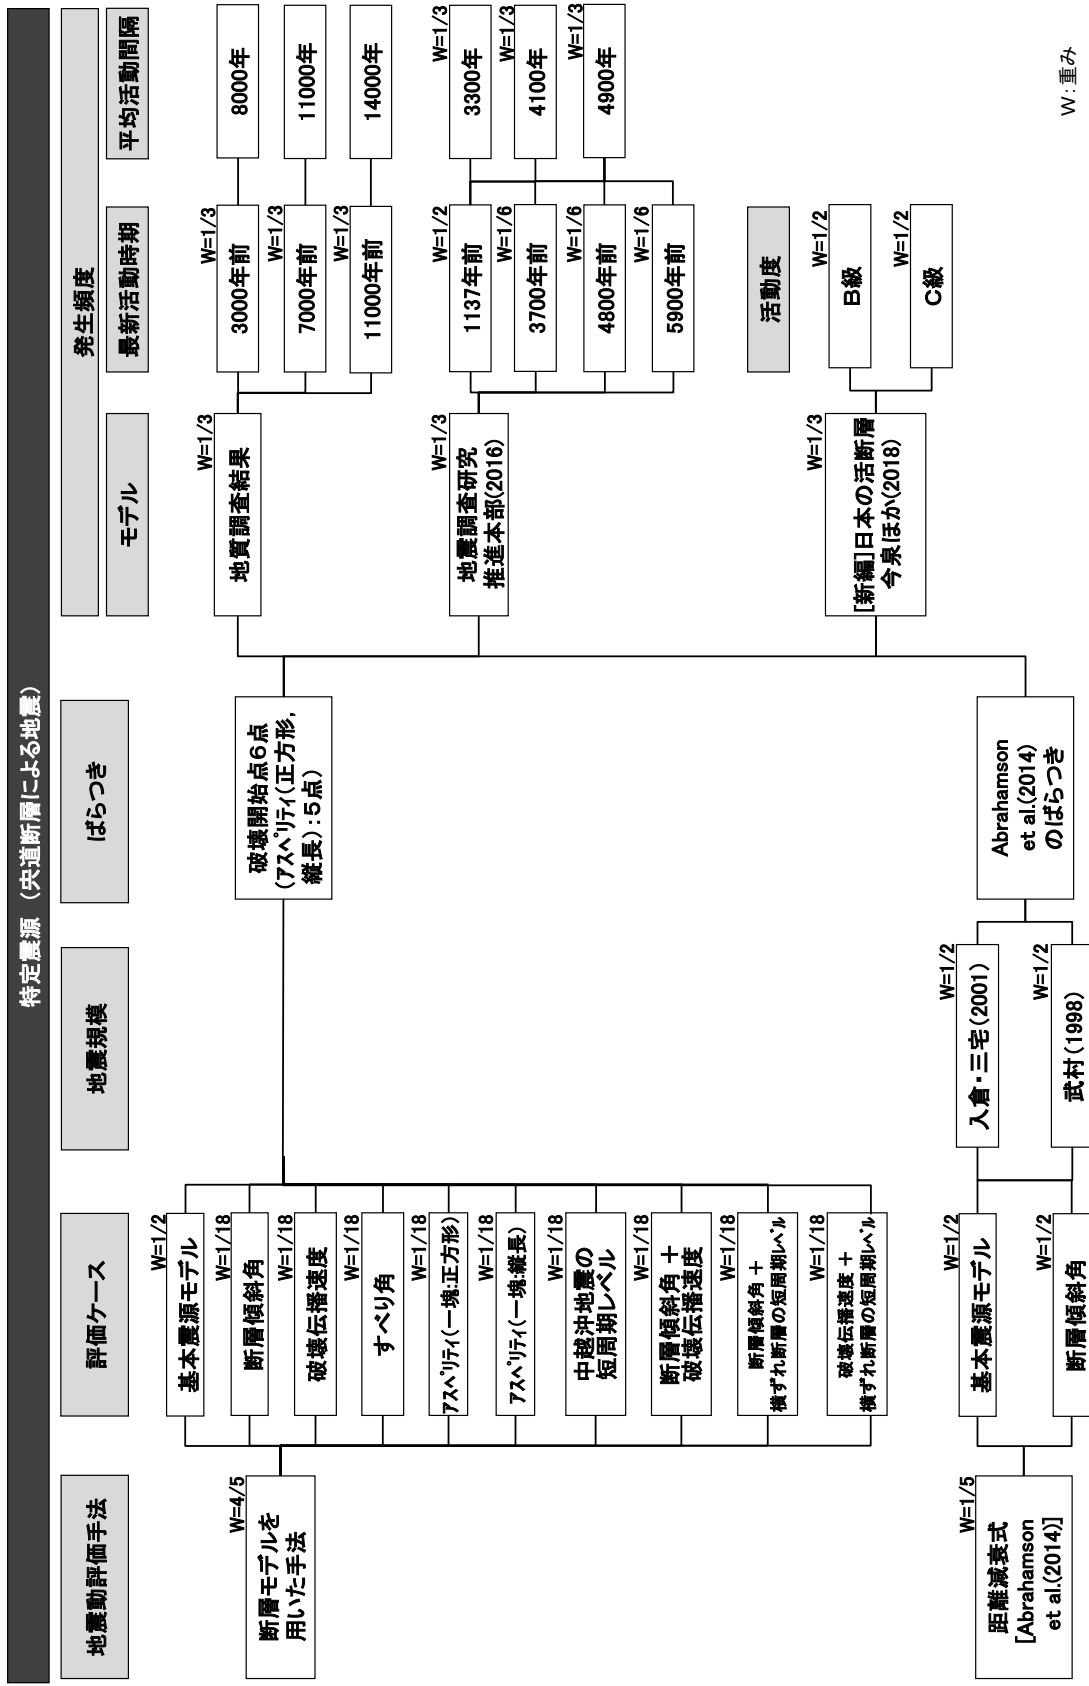 特定震源 (宍道断層による地震)
地震動評価手法
評価ケース
地震規模
ばらつき
発生頻度
モデル
最新活動時期
平均活動間隔
W=4/5
断層モデルを
用いた手法
W=1/2
基本震源モデル
W=1/18
断層傾斜角
W=1/18
破壊伝播速度
W=1/18
すべり角
W=1/18
アスペリティ(一塊:正方形)
W=1/18
アスペリティ(一塊:縦長)
W=1/18
中越沖地震の
短周期レベル
W=1/18
断層傾斜角 +
破壊伝播速度
W=1/18
断層傾斜角 +
横ずれ断層の短周期レベル
W=1/18
破壊伝播速度 +
横ずれ断層の短周期レベル
破壊開始点6点
(アスペリティ(正方形,
縦長):5点)
W=1/3
地質調査結果
W=1/3
3000年前
8000年
W=1/3
7000年前
11000年
W=1/3
11000年前
14000年
W=1/3
地震調査研究
推進本部(2016)
W=1/2
1137年前
W=1/6
3700年前
W=1/6
4800年前
W=1/6
5900年前
W=1/3
3300年
W=1/3
4100年
W=1/3
4900年
活動度
W=1/3
[新編]日本の活断層
今泉ほか(2018)
W=1/2
B級
W=1/2
C級
W=1/5
距離減衰式
[Abrahamson
et al.(2014)]
W=1/2
基本震源モデル
W=1/2
断層傾斜角
W=1/2
入倉・三宅(2001)
W=1/2
武村(1998)
Abrahamson
et al.(2014)
のばらつき
W:重み